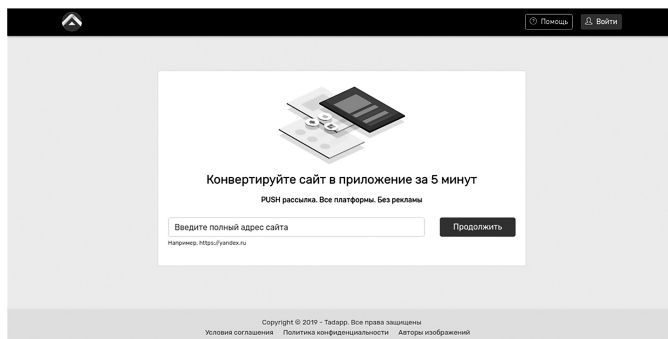 Помощь Войти
Конвертируйте сайт в приложение за 5 минут
PUSH рассылка. Все платформы. Без рекламы
Введите полный адрес сайта Продолжить
Например, https://yandex.ru
Copyright © 2019 - Tadapp. Все права защищены
Условия соглашения Политика конфиденциальности Авторы изображений